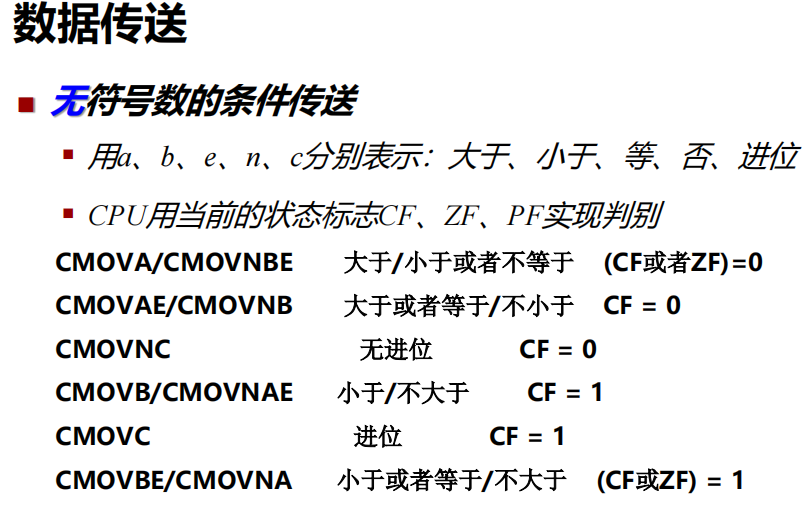 数据传送
无符号数的条件传送
用a、b、e、n、c分别表示：大于、小于、等、否、进位
CPU用当前的状态标志CF、ZF、PF实现判别
CMOVA/CMOVNBE 大于/小于或者不等于 (CF或者ZF)=0
CMOVAE/CMOVNB 大于或者等于/不小于 CF = 0
CMOVNC 无进位 CF = 0
CMOVB/CMOVNAE 小于/不大于 CF = 1
CMOVC 进位 CF = 1
CMOVBE/CMOVNA 小于或者等于/不大于 (CF或ZF) = 1